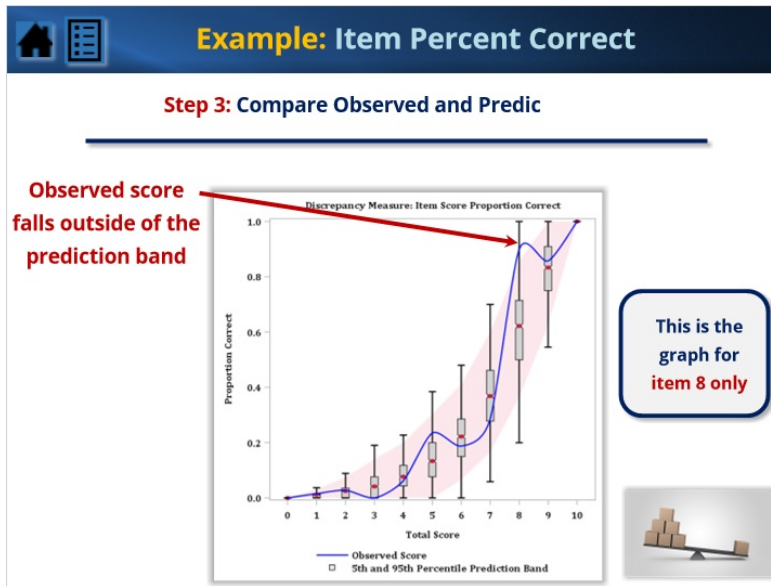 Example: Item Percent Correct
Step 3: Compare Observed and Predic
Observed score
falls outside of the
prediction band
Discrepancy Measure: Item Score Proportion Correct
1.0
0.8
0.6
0.4
0.2
0.0
Proportion Correct
0 1 2 3 4 5 6 7 8 9 10
Total Score
Observed Score
5th and 95th Percentile Prediction Band
This is the
graph for
item 8 only